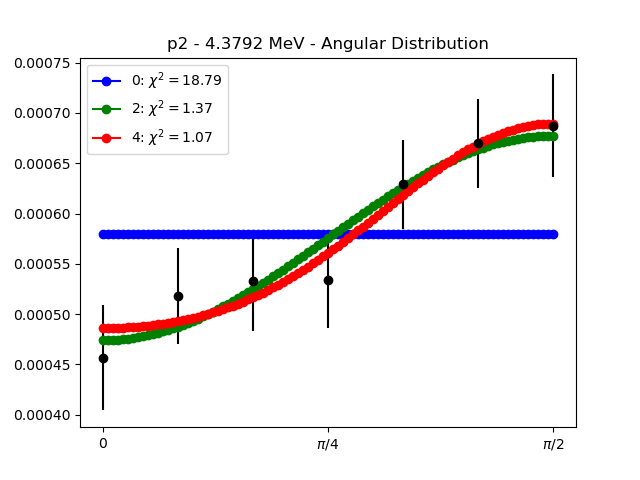 p2 - 4.3792 MeV - Angular Distribution
0.00075
0.00070
0.00065
0.00060
0.00055
0.00050
0.00045
0.00040
0: χ² = 18.79
2: χ² = 1.37
4: χ² = 1.07
0
π/4
π/2